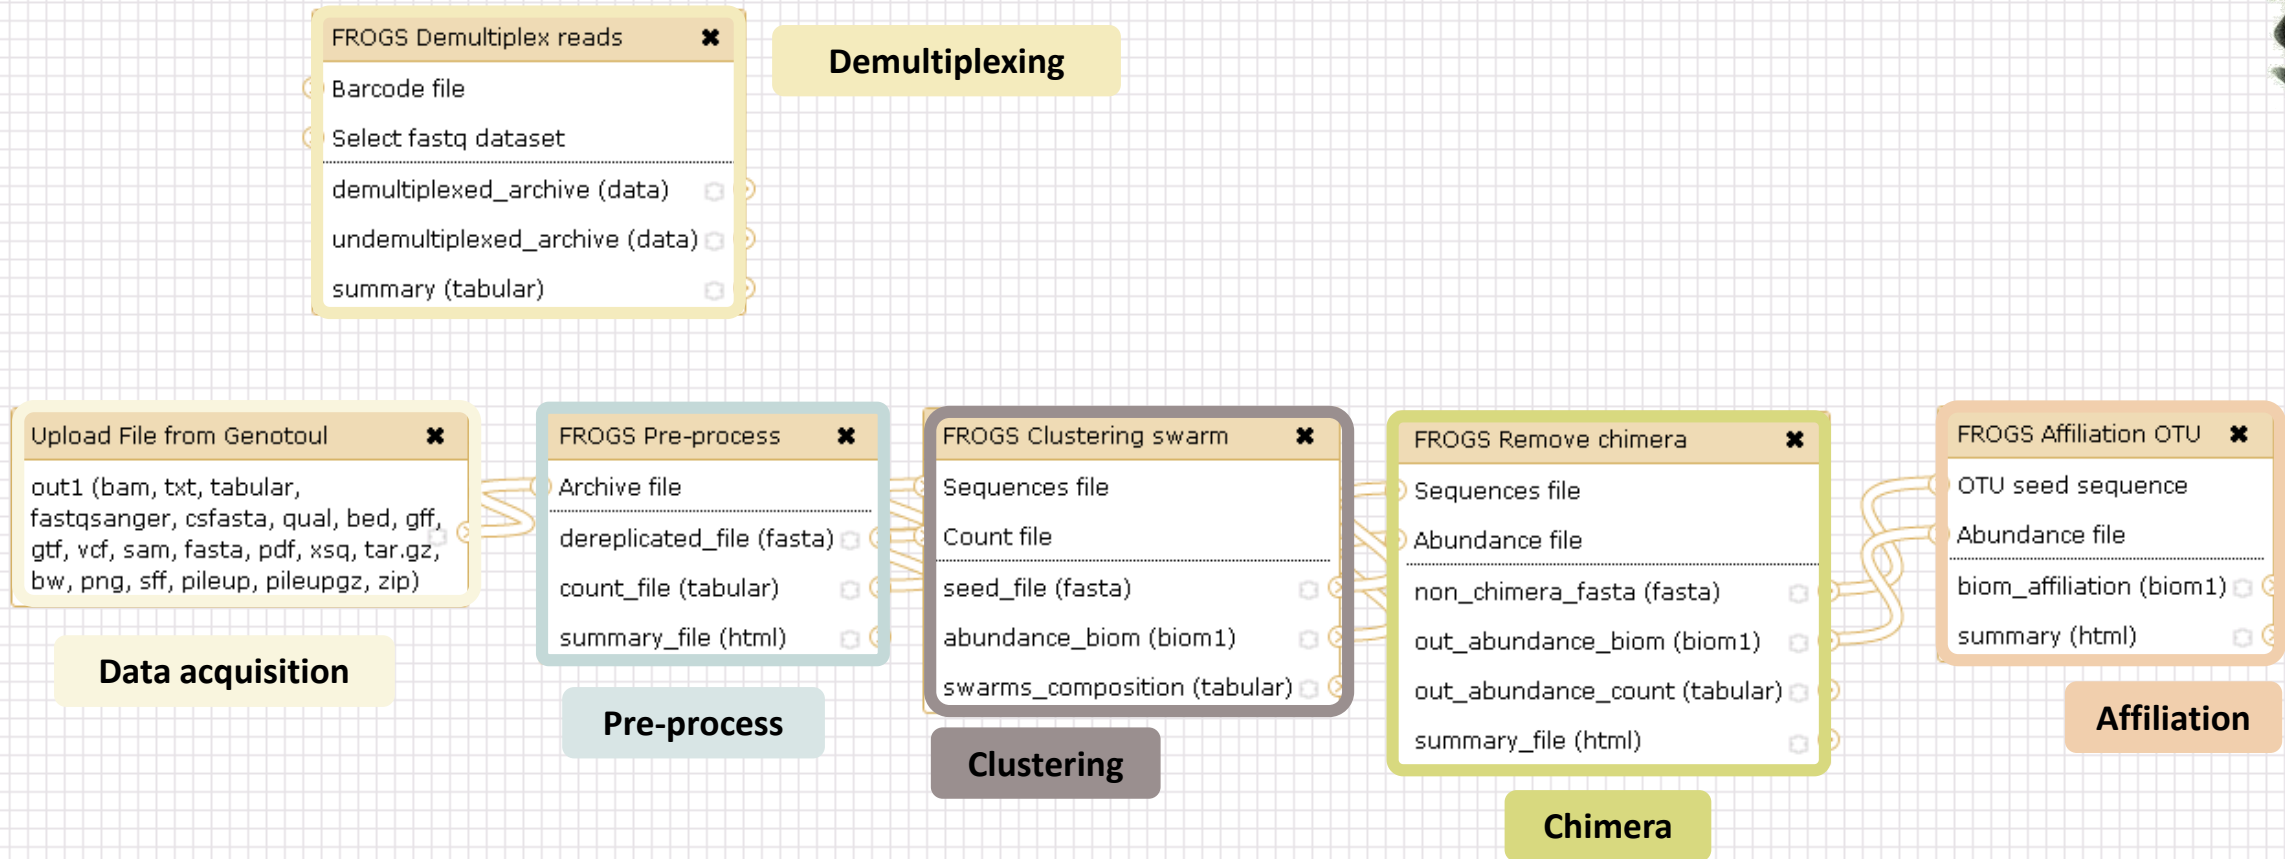 FROGS Demultiplex reads
Barcode file
Select fastq dataset
demultiplexed_archive (data)
undemultiplexed_archive (data)
summary (tabular)
Demultiplexing
Upload File from Genotoul
out1 (bam, txt, tabular,
fastqsanger, csfasta, qual, bed, gff,
gtf, vcf, sam, fasta, pdf, xsq, tar.gz,
bw, png, sff, pileup, pileupgz, zip)
Data acquisition
FROGS Pre-process
Archive file
dereplicated_file (fasta)
count_file (tabular)
summary_file (html)
Pre-process
FROGS Clustering swarm
Sequences file
Count file
seed_file (fasta)
abundance_biom (biom1)
swarms_composition (tabular)
Clustering
FROGS Remove chimera
Sequences file
Abundance file
non_chimera_fasta (fasta)
out_abundance_biom (biom1)
out_abundance_count (tabular)
summary_file (html)
Chimera
FROGS Affiliation OTU
OTU seed sequence
Abundance file
biom_affiliation (biom1)
summary (html)
Affiliation